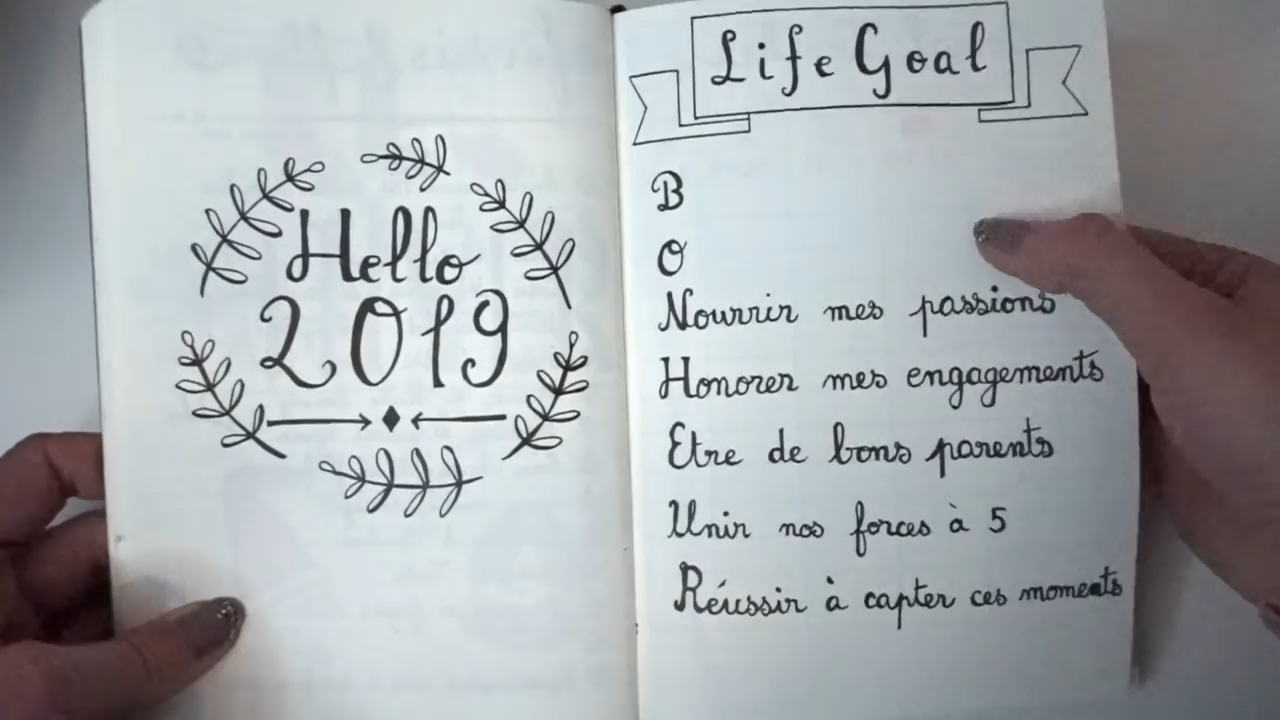 Hello
2019
Life Goal
B
O
Nourrir mes passions
Honorer mes engagements
Etre de bons parents
Unir nos forces à 5
Réussir à capter ces moments